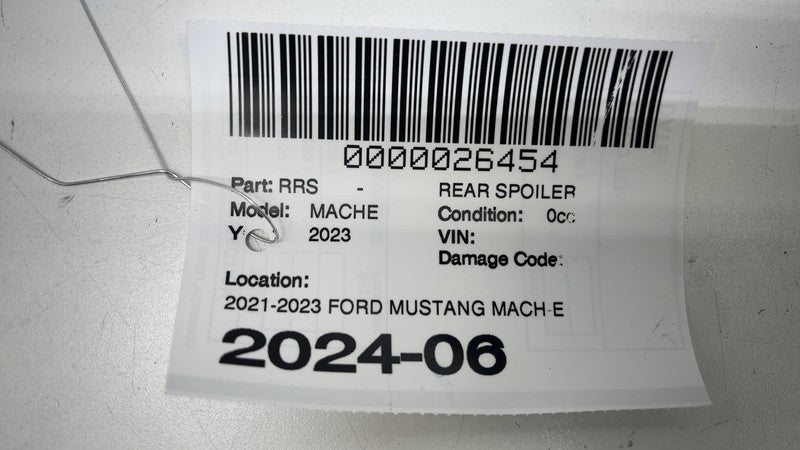 0000026454
Part: RRS - REAR SPOILER
Model: MACHE Condition: 0cc
Y 2023 VIN:
Damage Code:
Location:
2021-2023 FORD MUSTANG MACH-E
2024-06